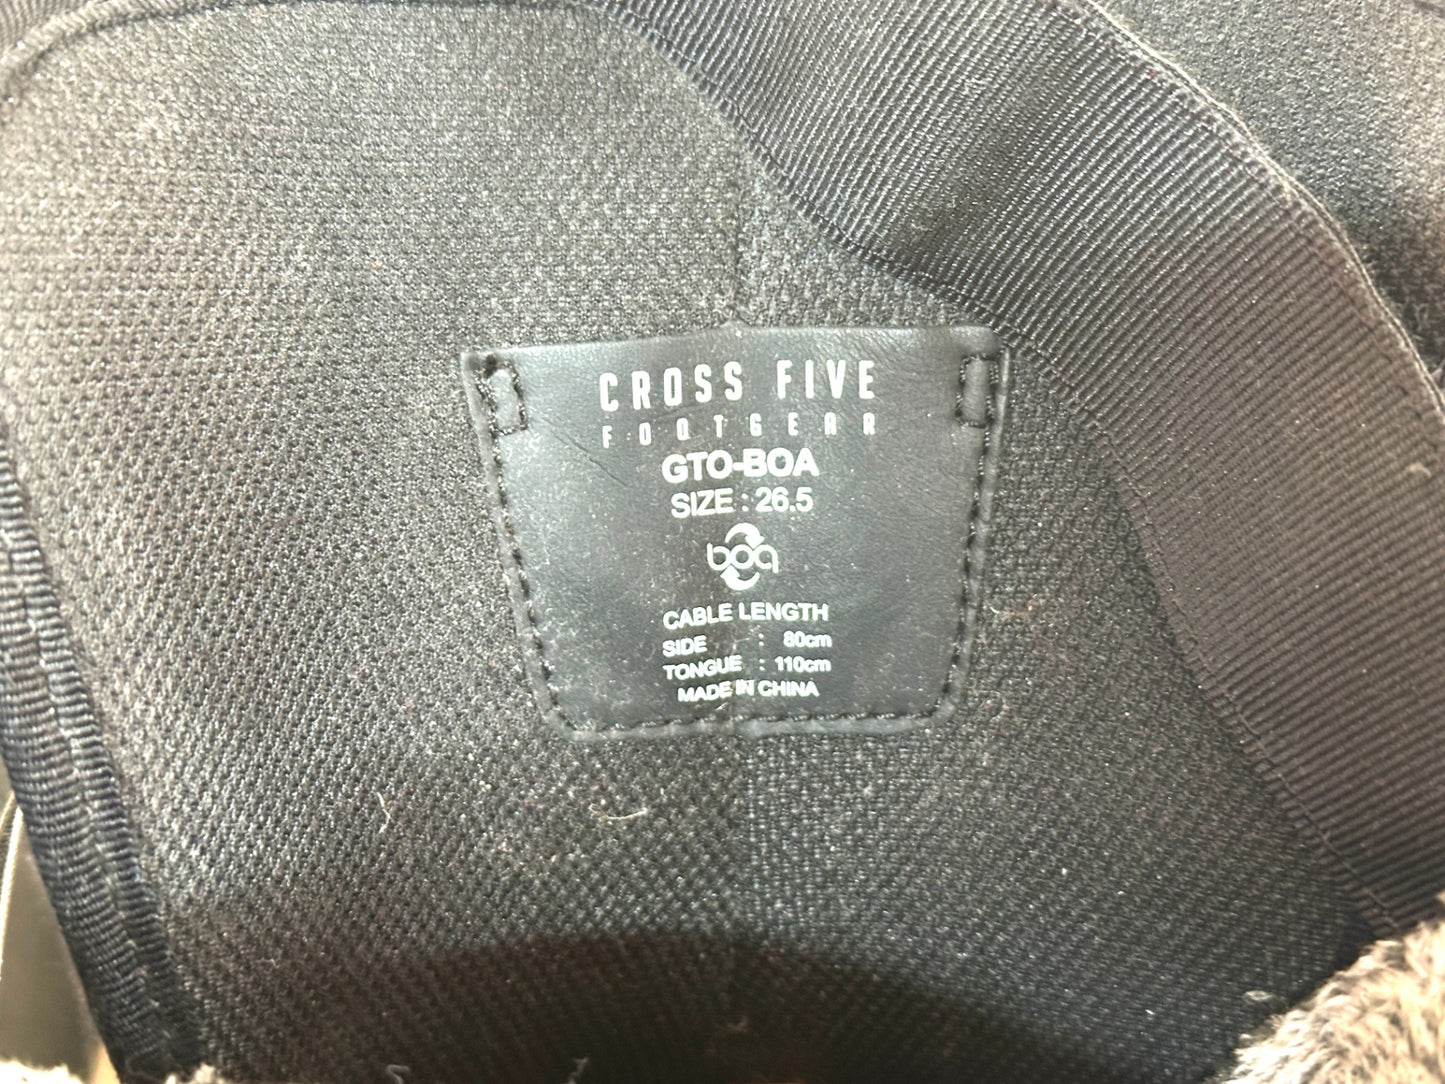 CROSS FIVE
FOOTGEAR
GTO-BOA
SIZE : 26.5
boa
CABLE LENGTH
SIDE : 80cm
TONGUE : 110cm
MADE IN CHINA